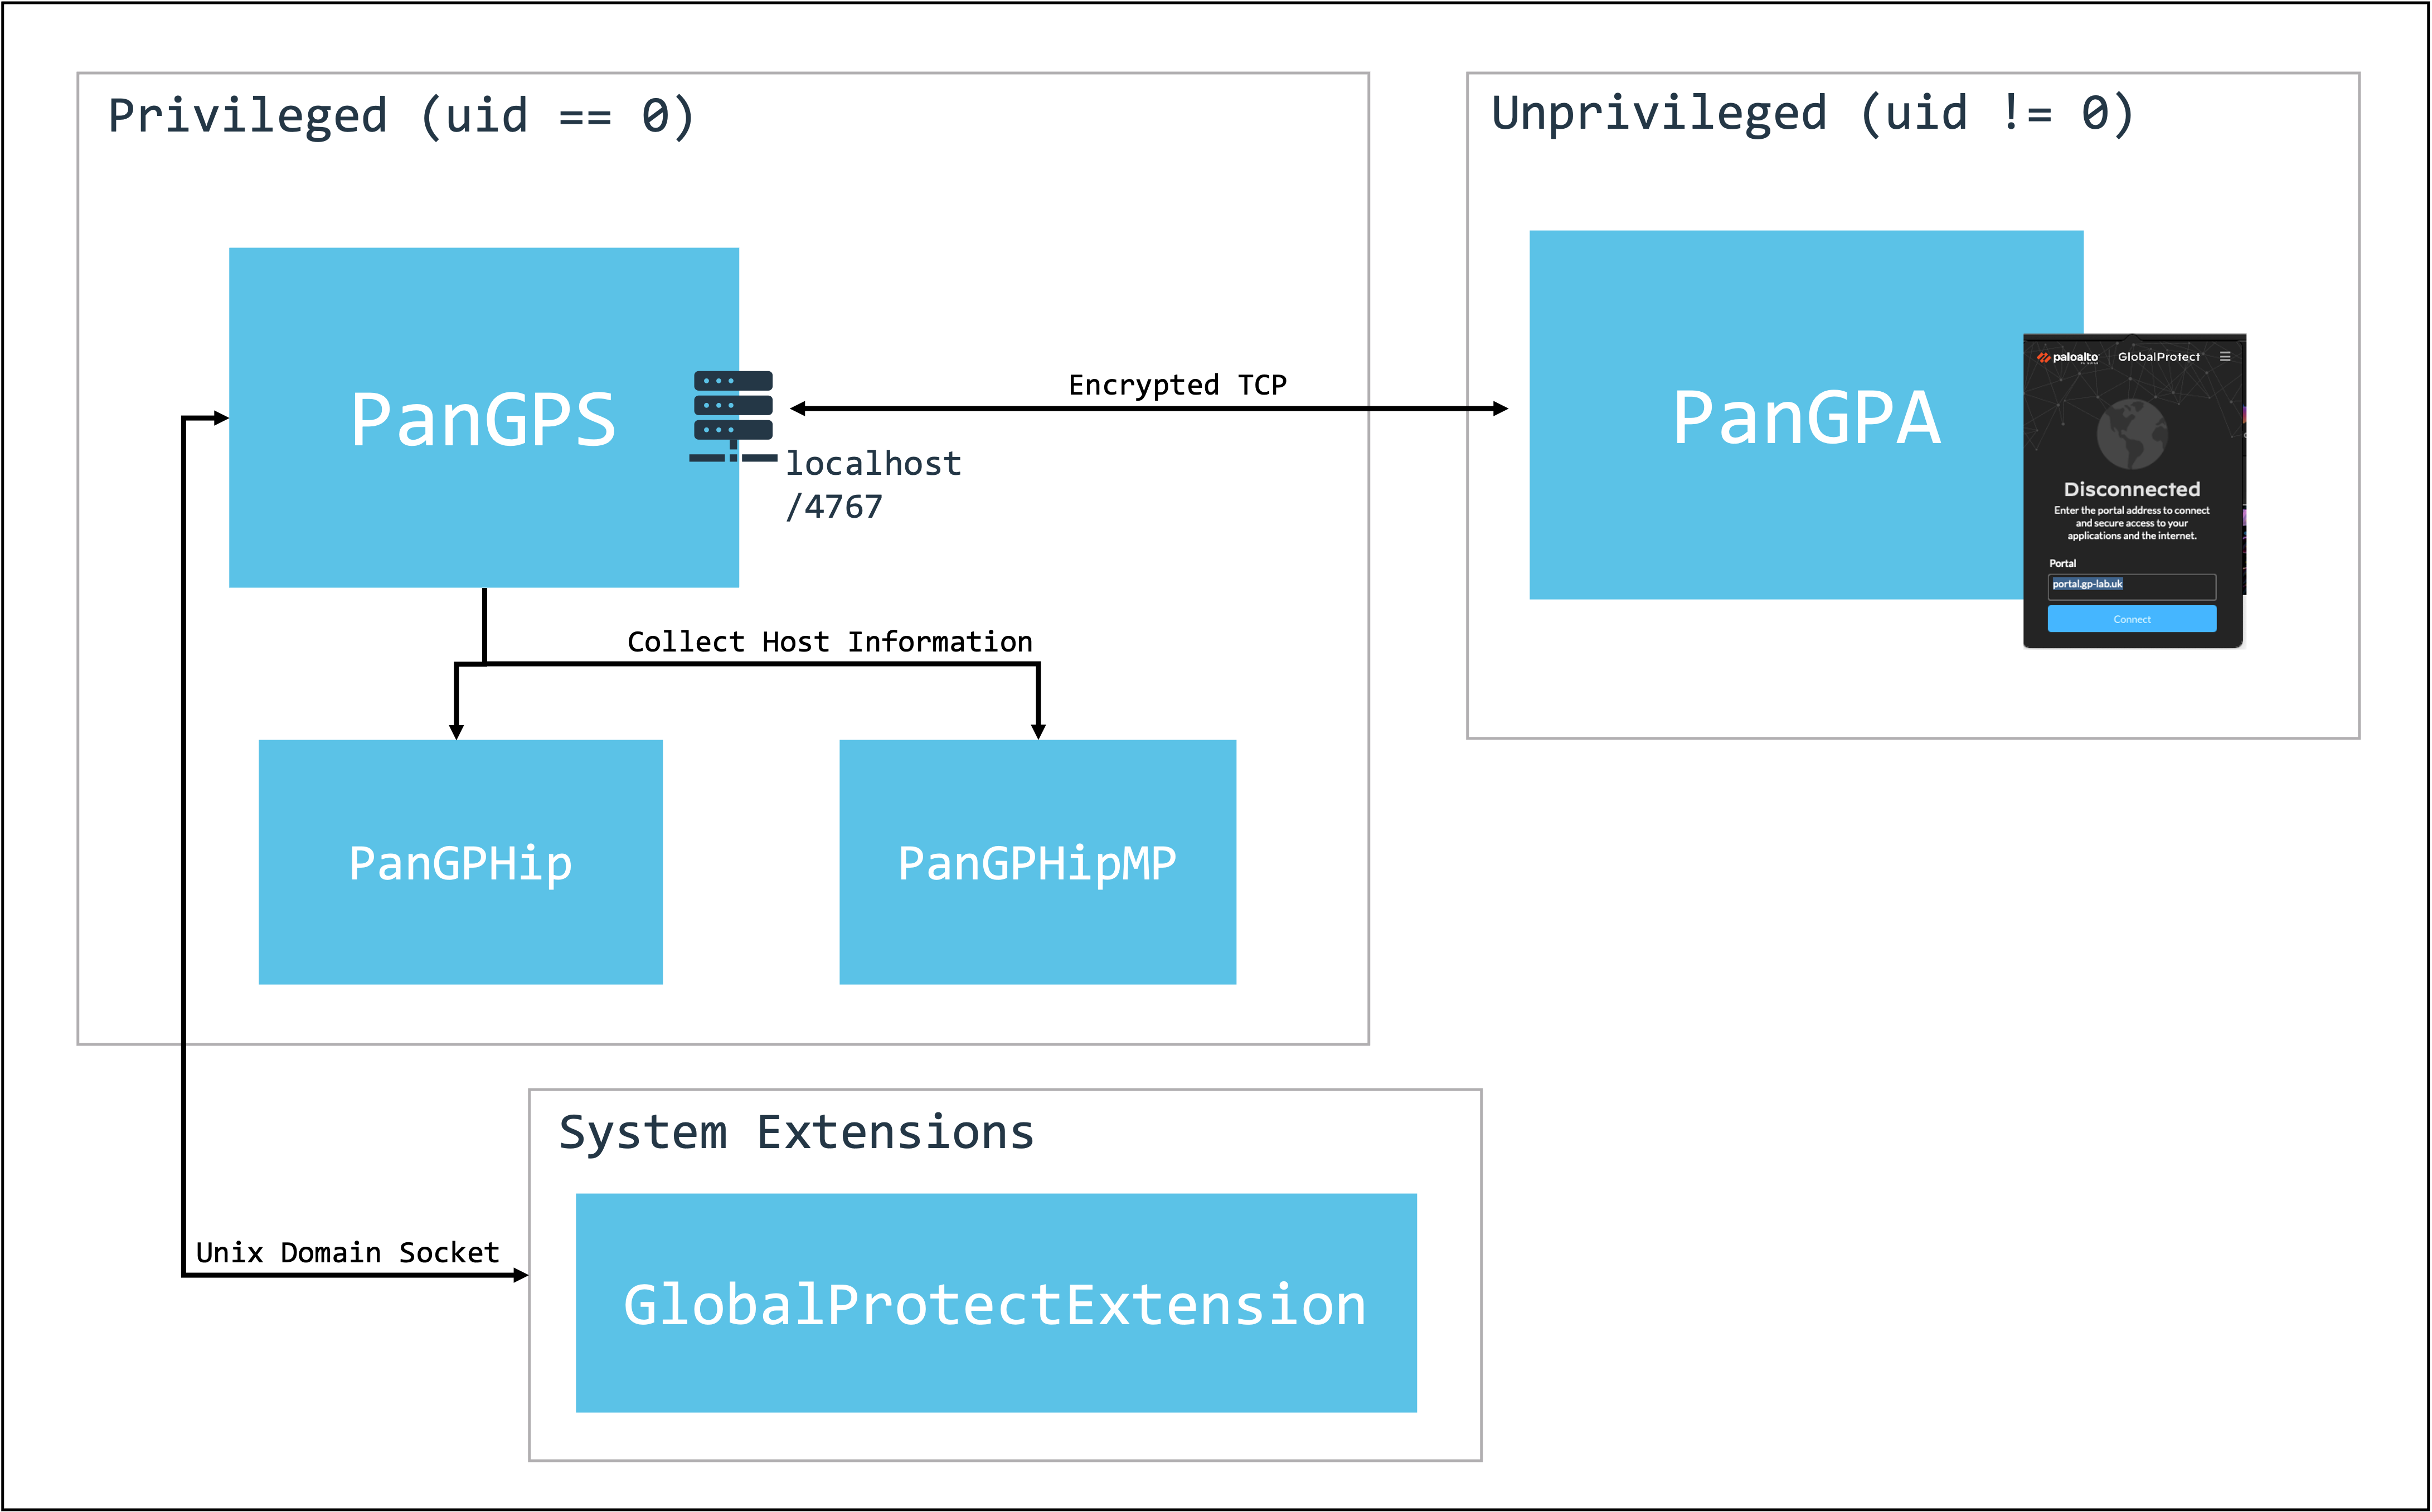 Privileged (uid == 0)
Unprivileged (uid != 0)
PanGPS
localhost
/4767
Encrypted TCP
PanGPA
paloalto
GlobalProtect
Disconnected
Enter the portal address to connect
and secure access to your
applications and the internet.
Portal
portal.gp-lab.uk
Connect
Collect Host Information
PanGPHip
PanGPHipMP
System Extensions
Unix Domain Socket
GlobalProtectExtension